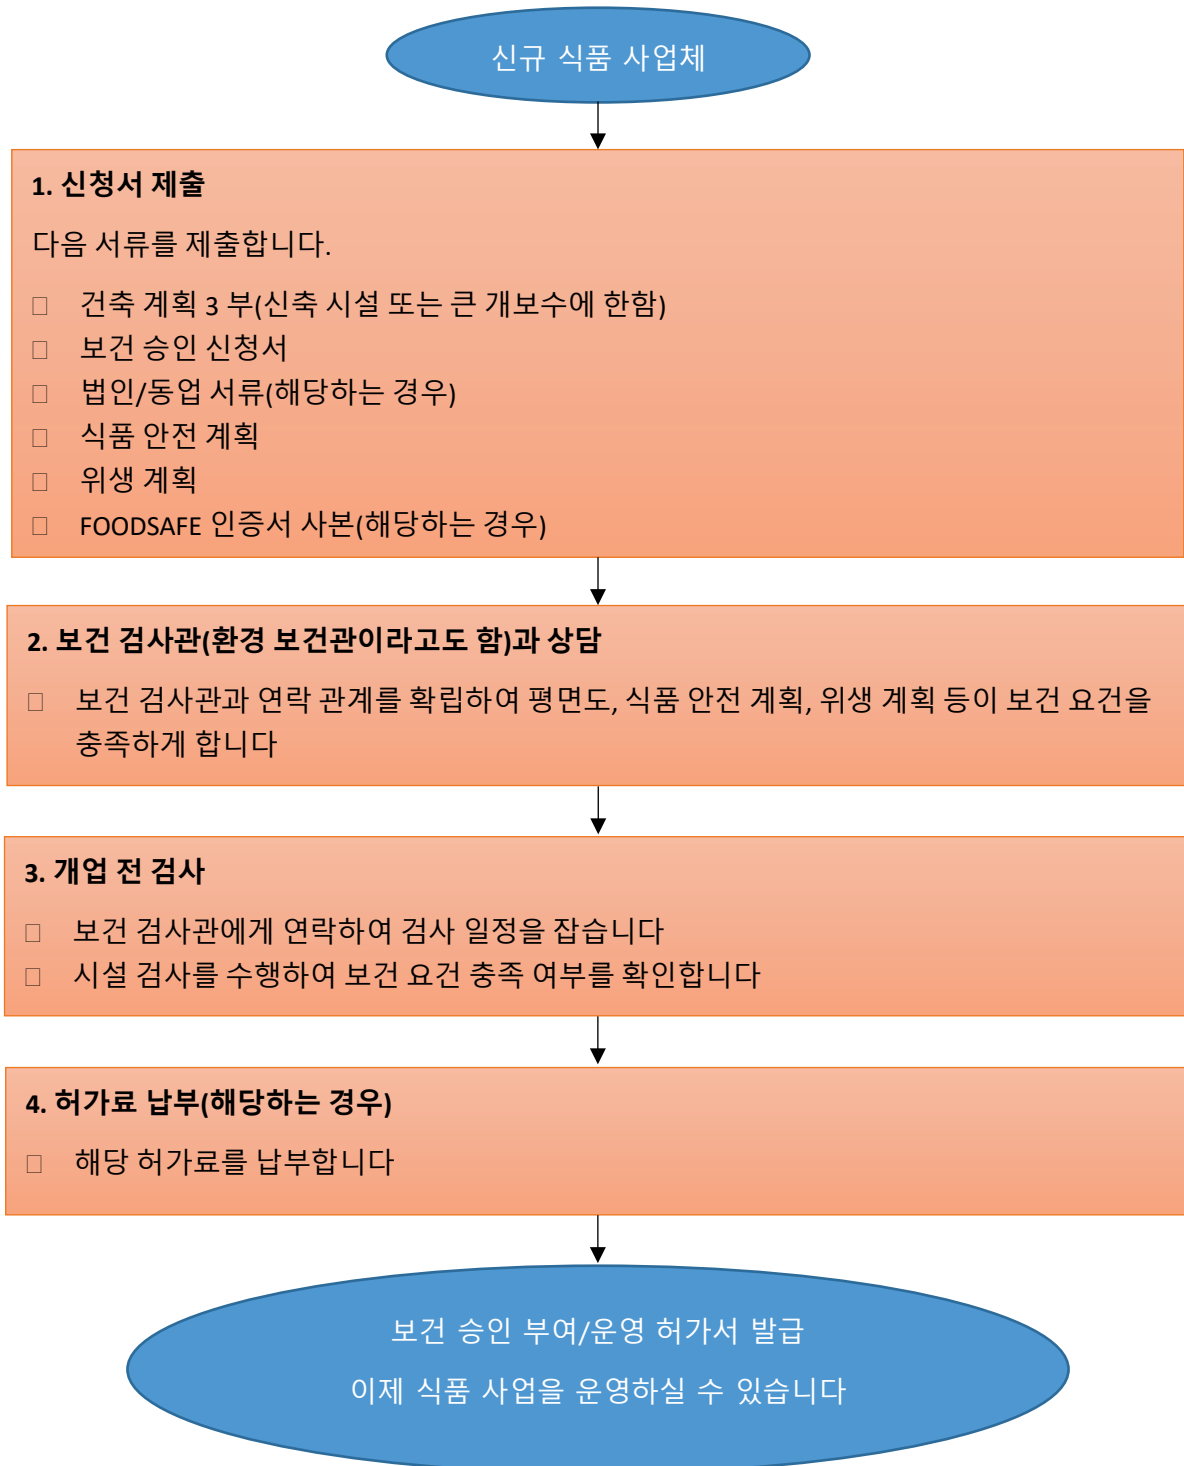 신규 식품 사업체
1. 신청서 제출
다음 서류를 제출합니다.
□ 건축 계획 3 부(신축 시설 또는 큰 개보수에 한함)
□ 보건 승인 신청서
□ 법인/동업 서류(해당하는 경우)
□ 식품 안전 계획
□ 위생 계획
□ FOODSAFE 인증서 사본(해당하는 경우)
2. 보건 검사관(환경 보건관이라고도 함)과 상담
□ 보건 검사관과 연락 관계를 확립하여 평면도, 식품 안전 계획, 위생 계획 등이 보건 요건을
충족하게 합니다
3. 개업 전 검사
□ 보건 검사관에게 연락하여 검사 일정을 잡습니다
□ 시설 검사를 수행하여 보건 요건 충족 여부를 확인합니다
4. 허가료 납부(해당하는 경우)
□ 해당 허가료를 납부합니다
보건 승인 부여/운영 허가서 발급
이제 식품 사업을 운영하실 수 있습니다